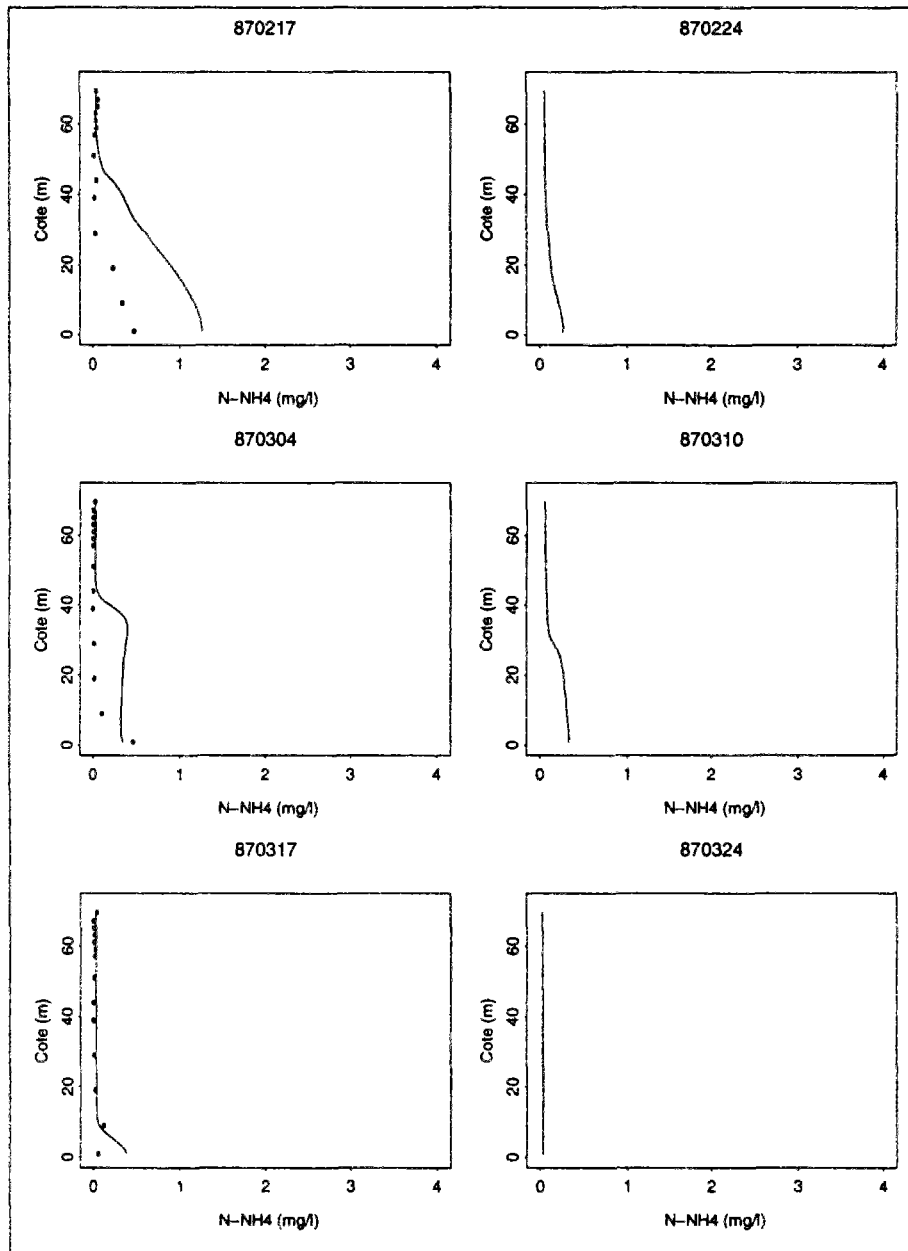 870217
870224
Cote (m)
60
40
20
0
0 1 2 3 4
N-NH4 (mg/l)
Cote (m)
60
40
20
0
0 1 2 3 4
N-NH4 (mg/l)
870304
870310
Cote (m)
60
40
20
0
0 1 2 3 4
N-NH4 (mg/l)
Cote (m)
60
40
20
0
0 1 2 3 4
N-NH4 (mg/l)
870317
870324
Cote (m)
60
40
20
0
0 1 2 3 4
N-NH4 (mg/l)
Cote (m)
60
40
20
0
0 1 2 3 4
N-NH4 (mg/l)